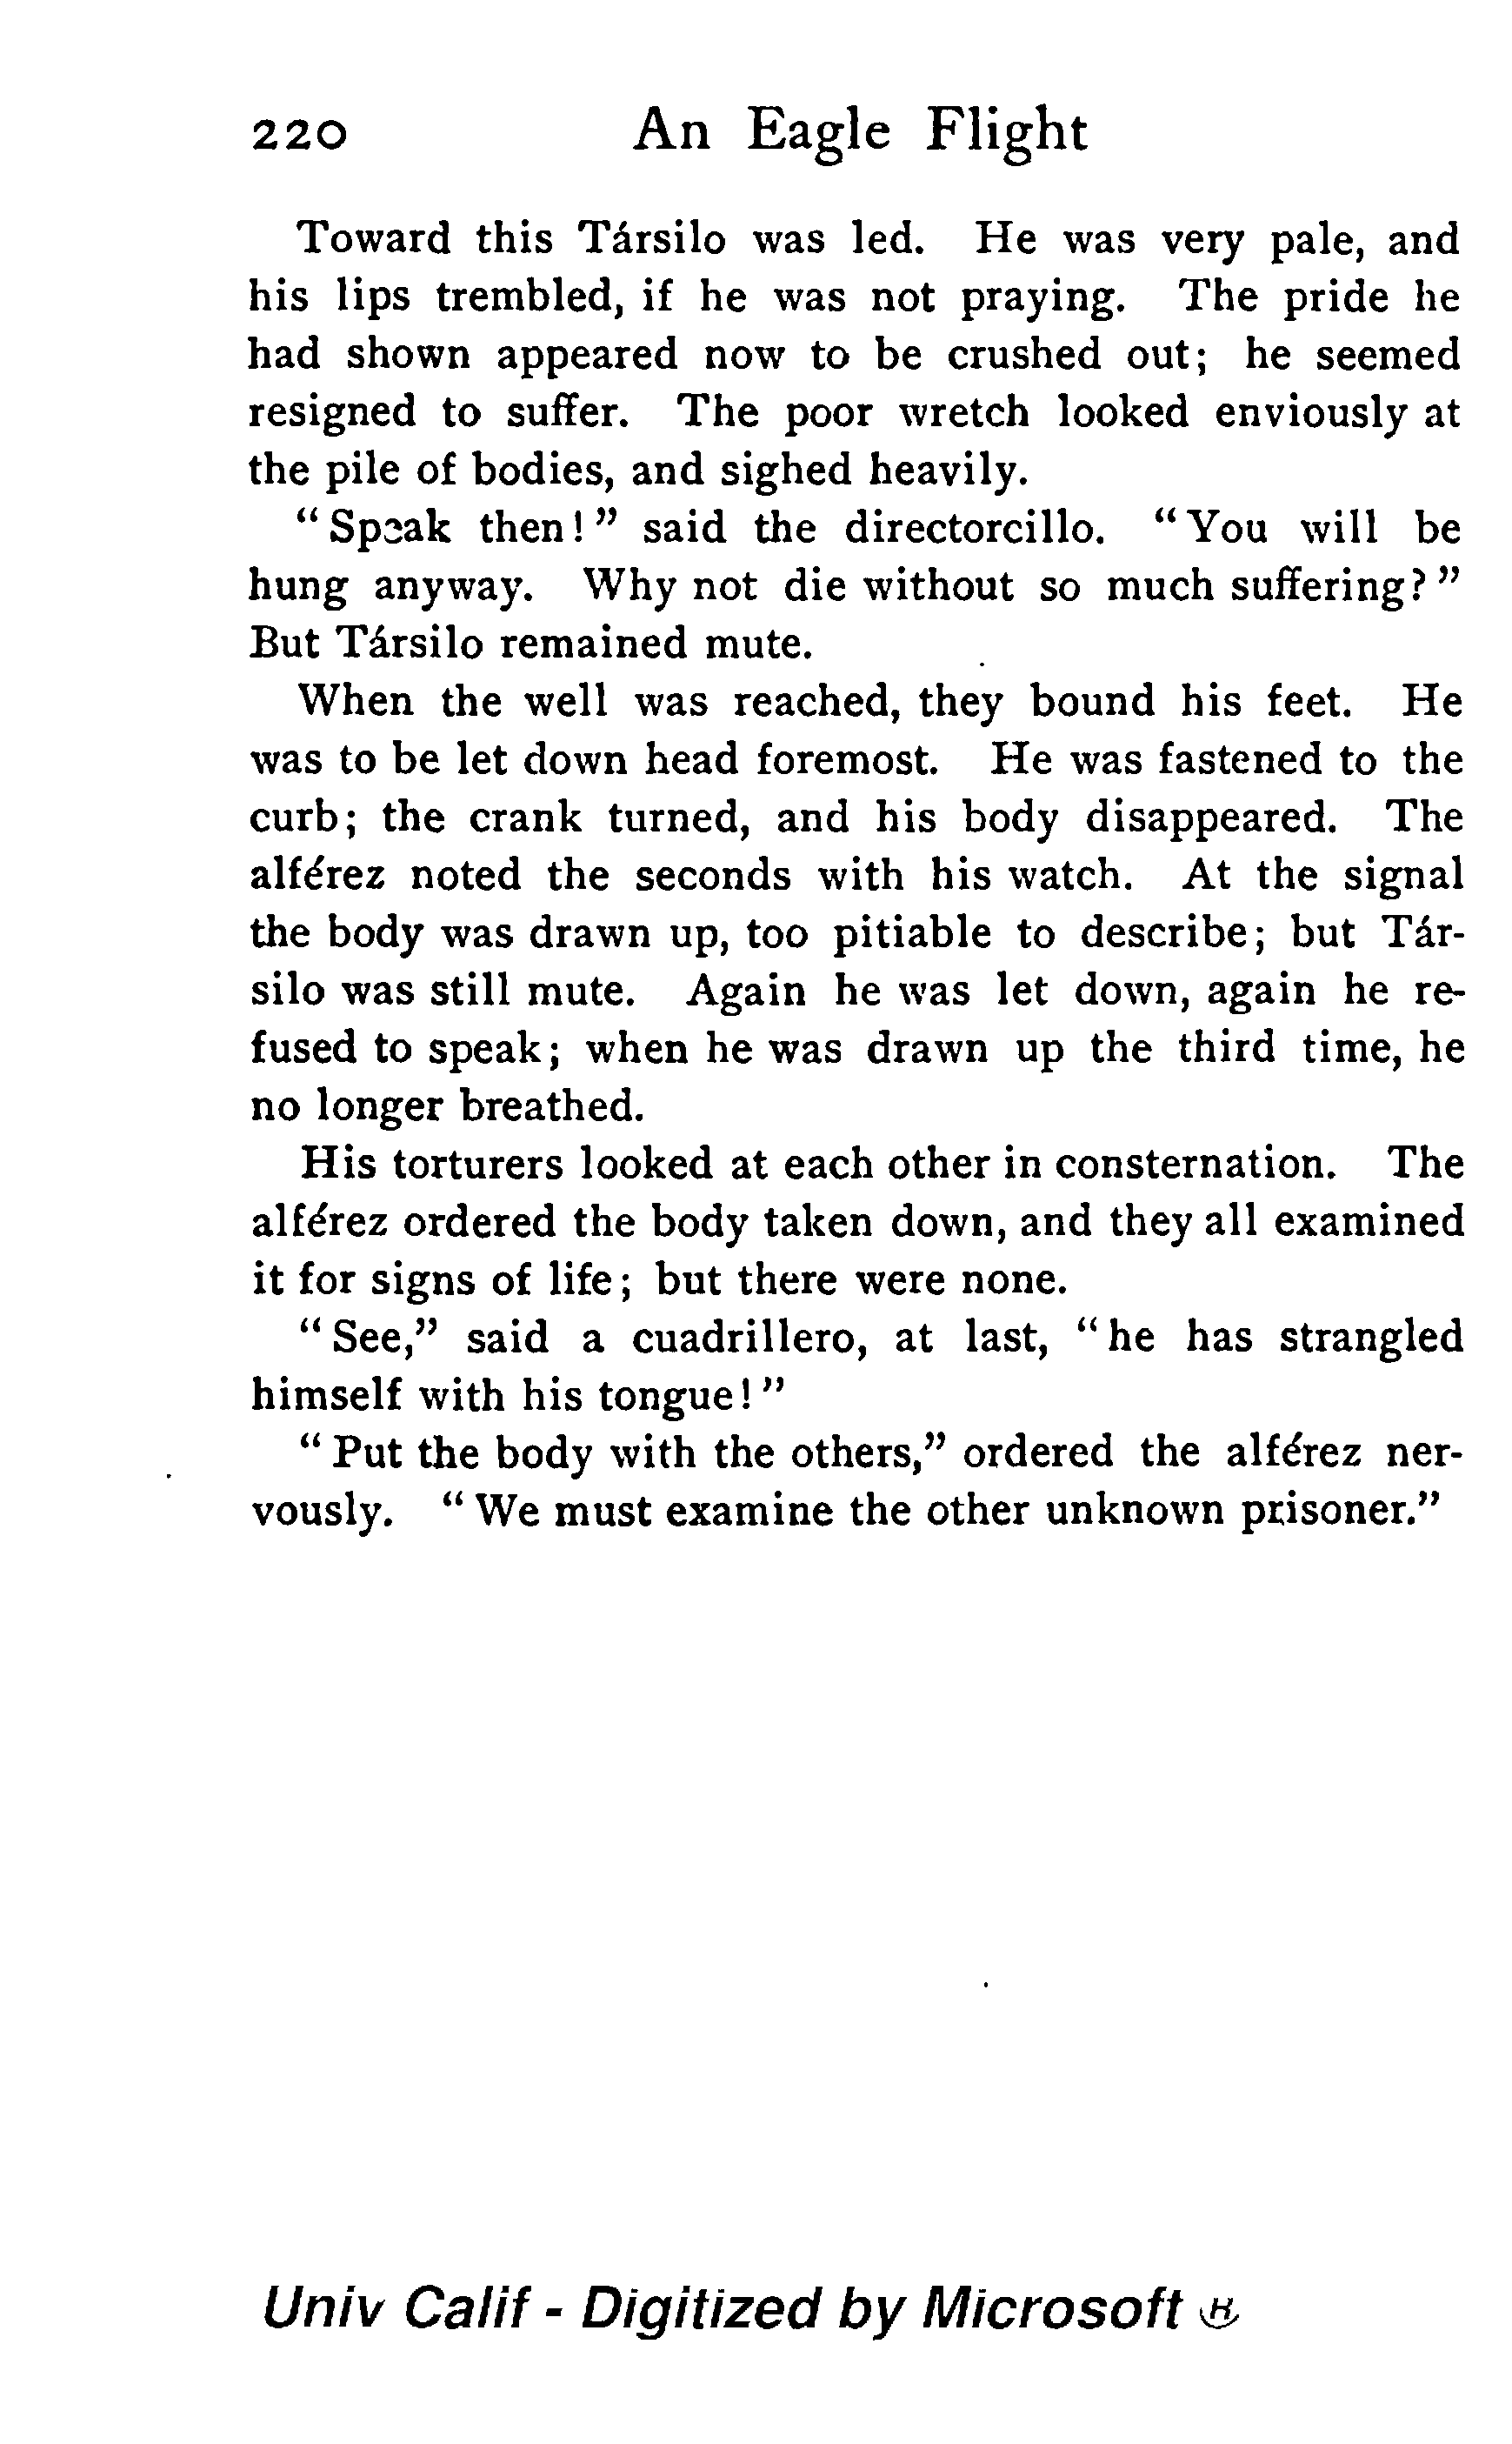 220 An Eagle Flight
Toward this Társilo was led. He was very pale, and
his lips trembled, if he was not praying. The pride he
had shown appeared now to be crushed out; he seemed
resigned to suffer. The poor wretch looked enviously at
the pile of bodies, and sighed heavily.
“Speak then!” said the directorcillo. “You will be
hung anyway. Why not die without so much suffering?”
But Társilo remained mute.
When the well was reached, they bound his feet. He
was to be let down head foremost. He was fastened to the
curb; the crank turned, and his body disappeared. The
alférez noted the seconds with his watch. At the signal
the body was drawn up, too pitiable to describe; but Tár-
silo was still mute. Again he was let down, again he re-
fused to speak; when he was drawn up the third time, he
no longer breathed.
His torturers looked at each other in consternation. The
alférez ordered the body taken down, and they all examined
it for signs of life; but there were none.
“See,” said a cuadrillero, at last, “he has strangled
himself with his tongue!”
“Put the body with the others,” ordered the alférez ner-
vously. “We must examine the other unknown prisoner.”
Univ Calif - Digitized by Microsoft ®